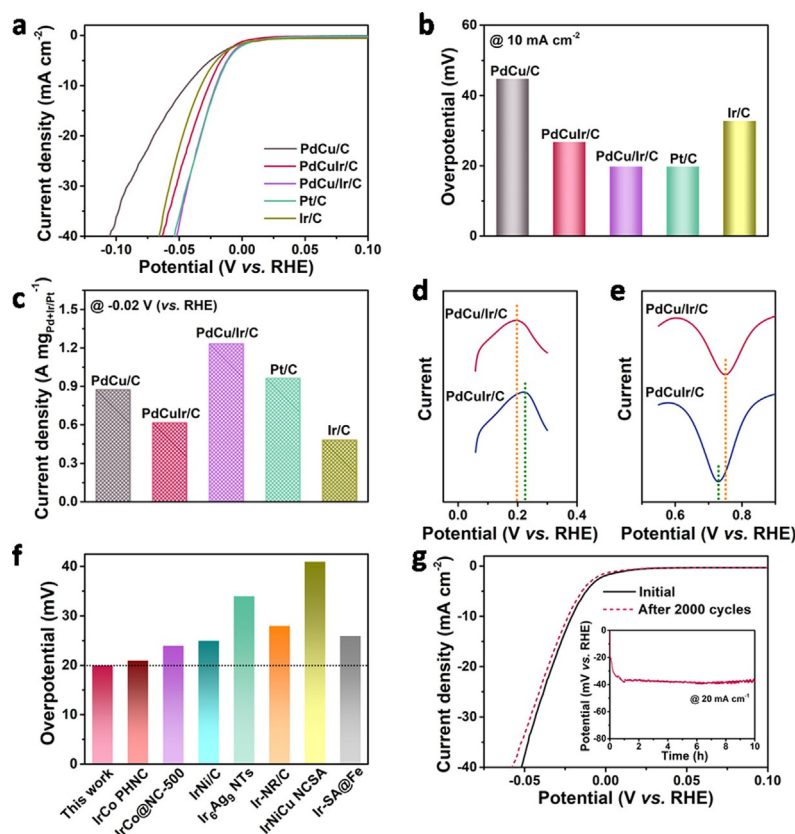 a
Current density (mA cm⁻²)
0
-10
-20
-30
-40
-0.10
-0.05
0.00
0.05
0.10
Potential (V vs. RHE)
PdCu/C
PdCuIr/C
PdCu/Ir/C
Pt/C
Ir/C
b
Overpotential (mV)
60
40
20
0
@ 10 mA cm⁻²
PdCu/C
PdCuIr/C
PdCu/Ir/C
Pt/C
Ir/C
c
Current density (A mg Pd+Ir/Pt ⁻¹)
1.5
1.2
0.9
0.6
0.3
0.0
@ -0.02 V (vs. RHE)
PdCu/C
PdCuIr/C
PdCu/Ir/C
Pt/C
Ir/C
d
Current
PdCu/Ir/C
PdCuIr/C
0.0
0.2
0.4
Potential (V vs. RHE)
e
Current
PdCu/Ir/C
PdCuIr/C
0.6
0.8
Potential (V vs. RHE)
f
Overpotential (mV)
40
20
0
This work
IrCo PHNC
IrCo@NC-500
IrNi/C
Ir₆Ag₉ NTs
Ir-NR/C
IrNiCu NCSA
Ir-SA@Fe
g
Current density (mA cm⁻²)
0
-10
-20
-30
-40
-0.05
0.00
0.05
0.10
Potential (V vs. RHE)
Initial
After 2000 cycles
Potential (mV vs. RHE)
0
-20
-40
-60
-80
@ 20 mA cm⁻¹
0
2
4
6
8
10
Time (h)